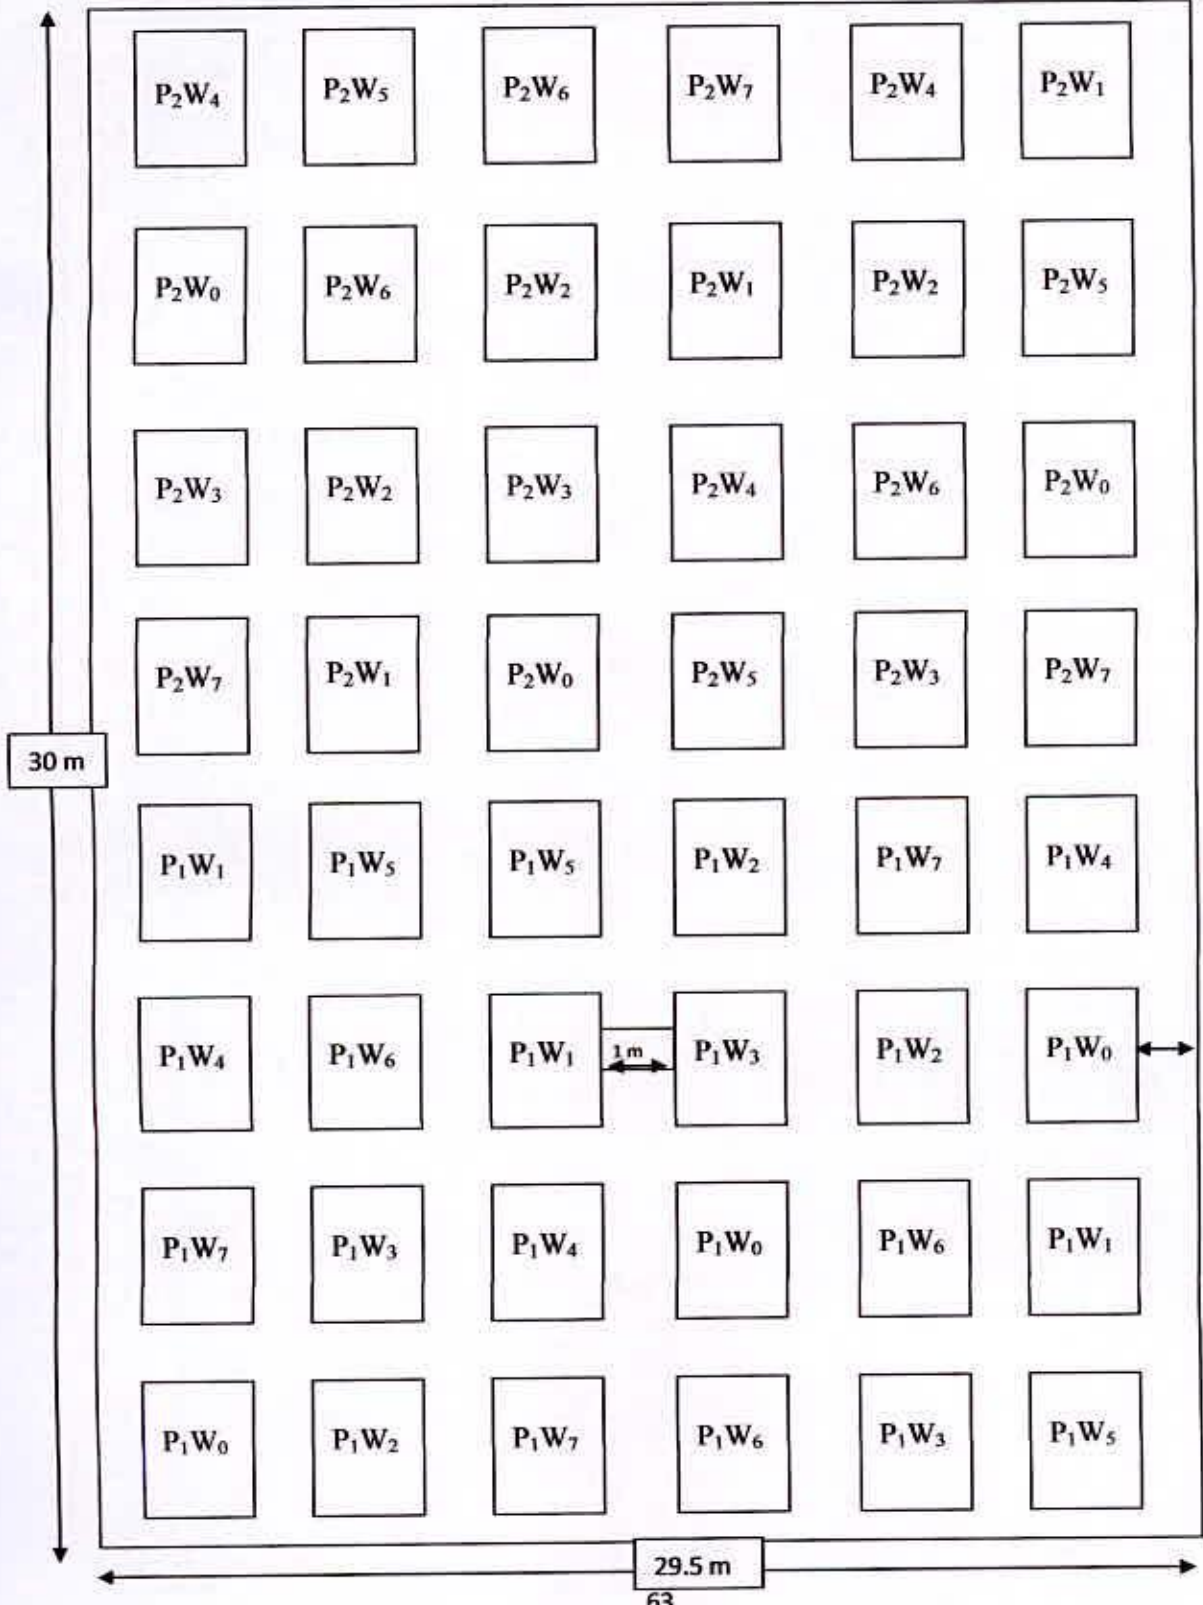 P₂W₄ P₂W₅ P₂W₆ P₂W₇ P₂W₄ P₂W₁
P₂W₀ P₂W₆ P₂W₂ P₂W₁ P₂W₂ P₂W₅
P₂W₃ P₂W₂ P₂W₃ P₂W₄ P₂W₆ P₂W₀
P₂W₇ P₂W₁ P₂W₀ P₂W₅ P₂W₃ P₂W₇
30 m
P₁W₁ P₁W₅ P₁W₅ P₁W₂ P₁W₇ P₁W₄
P₁W₄ P₁W₆ P₁W₁ 1 m P₁W₃ P₁W₂ P₁W₀
P₁W₇ P₁W₃ P₁W₄ P₁W₀ P₁W₆ P₁W₁
P₁W₀ P₁W₂ P₁W₇ P₁W₆ P₁W₃ P₁W₅
29.5 m
63